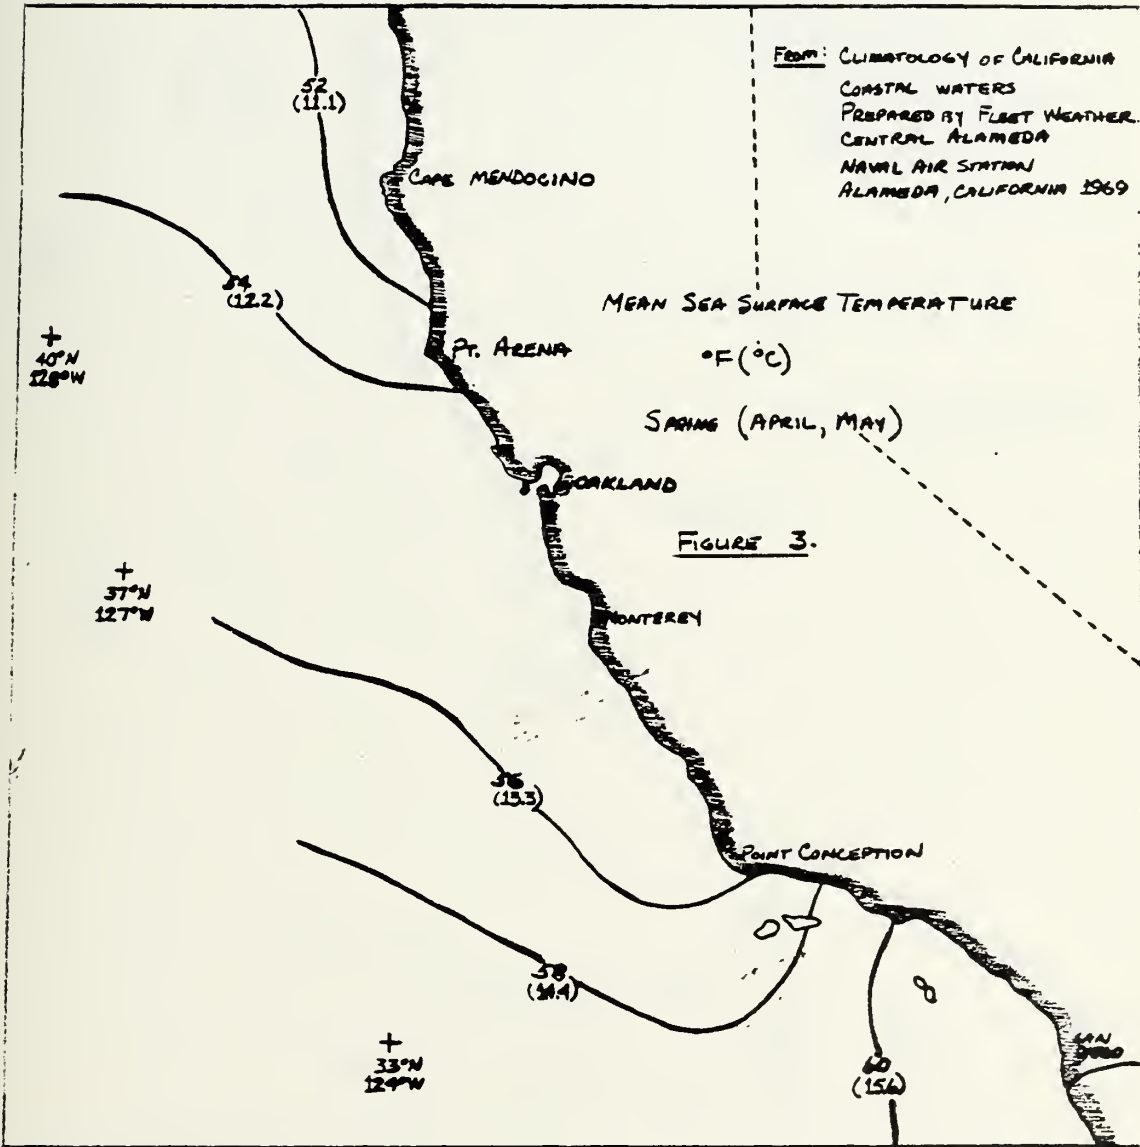 FROM: CLIMATOLOGY OF CALIFORNIA
COASTAL WATERS
PREPARED BY FLEET WEATHER
CENTRAL ALAMEDA
NAVAL AIR STATION
ALAMEDA, CALIFORNIA 1969
52
(11.1)
CAPE MENDOCINO
54
(12.2)
MEAN SEA SURFACE TEMPERATURE
°F (°C)
SPRING (APRIL, MAY)
40°N
128°W
PT. ARENA
OAKLAND
FIGURE 3.
37°N
127°W
MONTEREY
56
(13.3)
POINT CONCEPTION
58
(14.4)
33°N
124°W
60
(15.6)
SAN
DIEGO